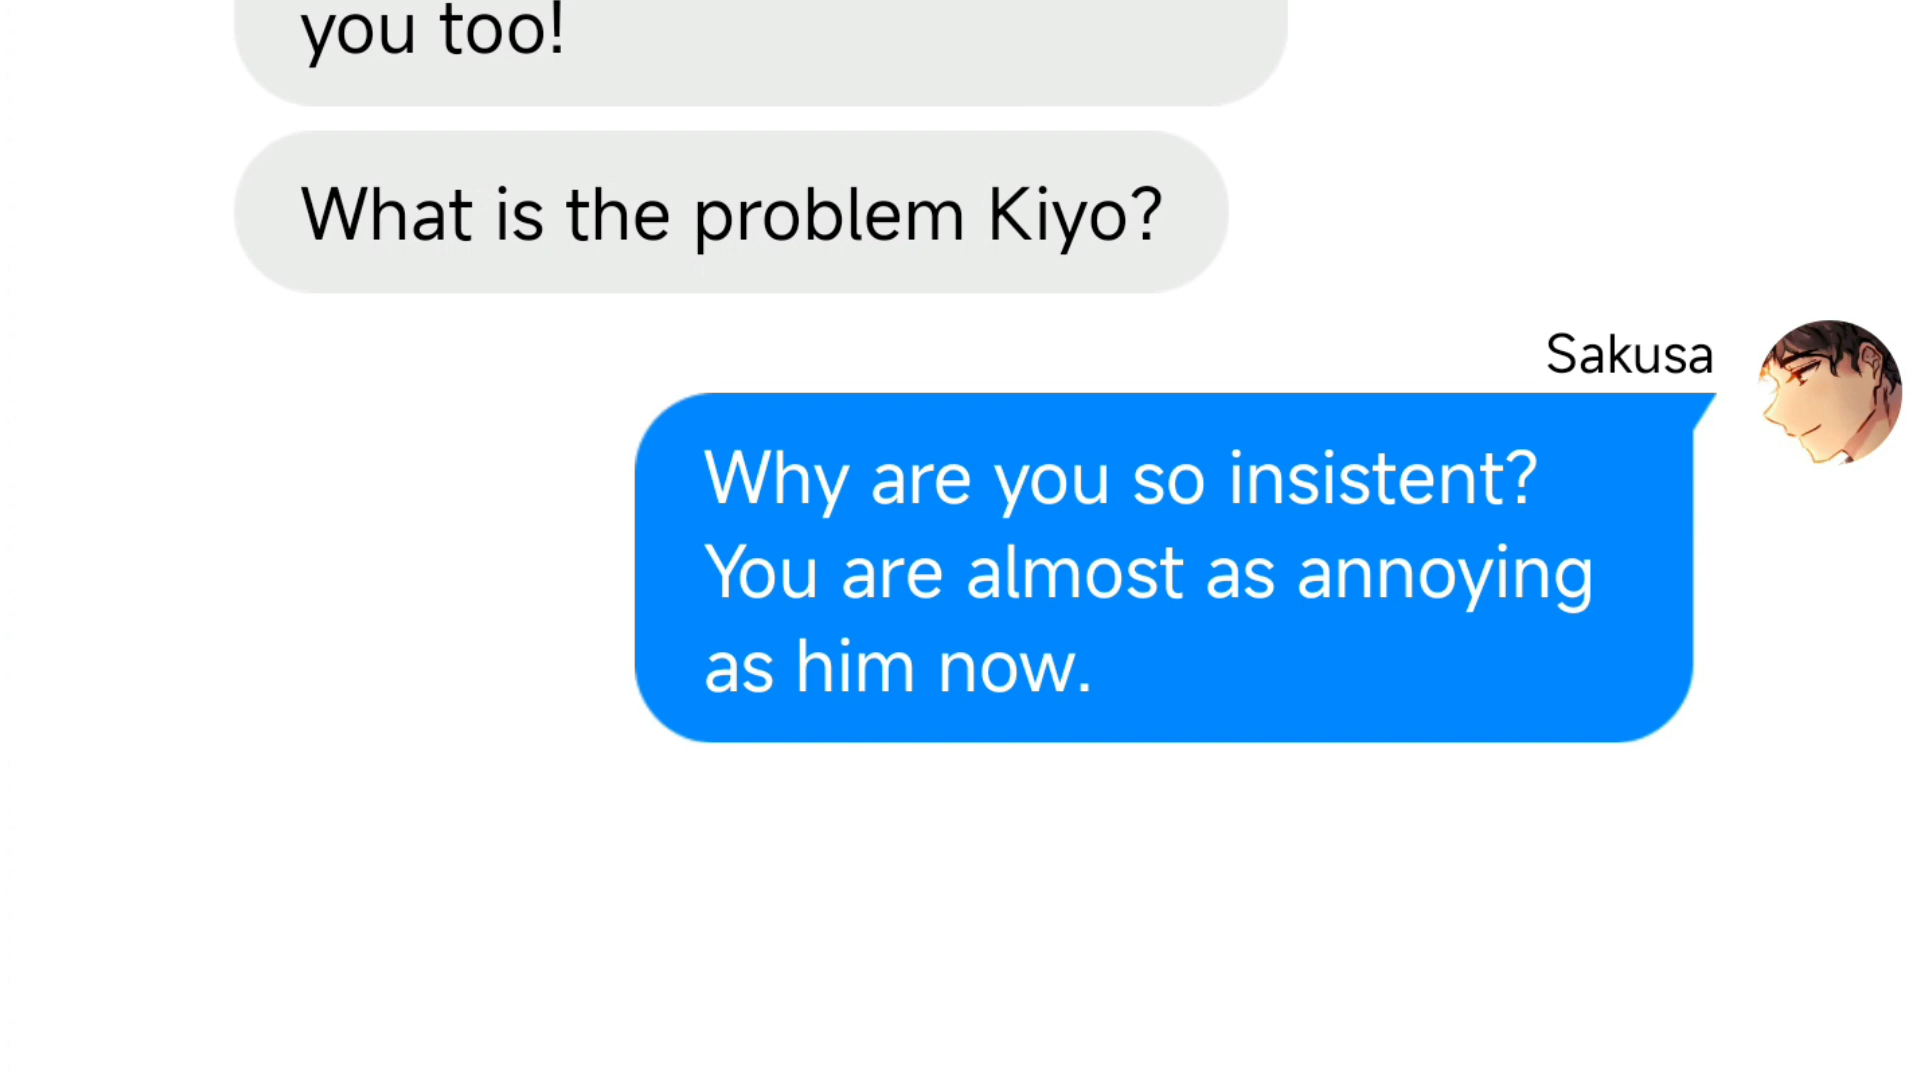 you too!
What is the problem Kiyo?
Sakusa
Why are you so insistent?
You are almost as annoying
as him now.